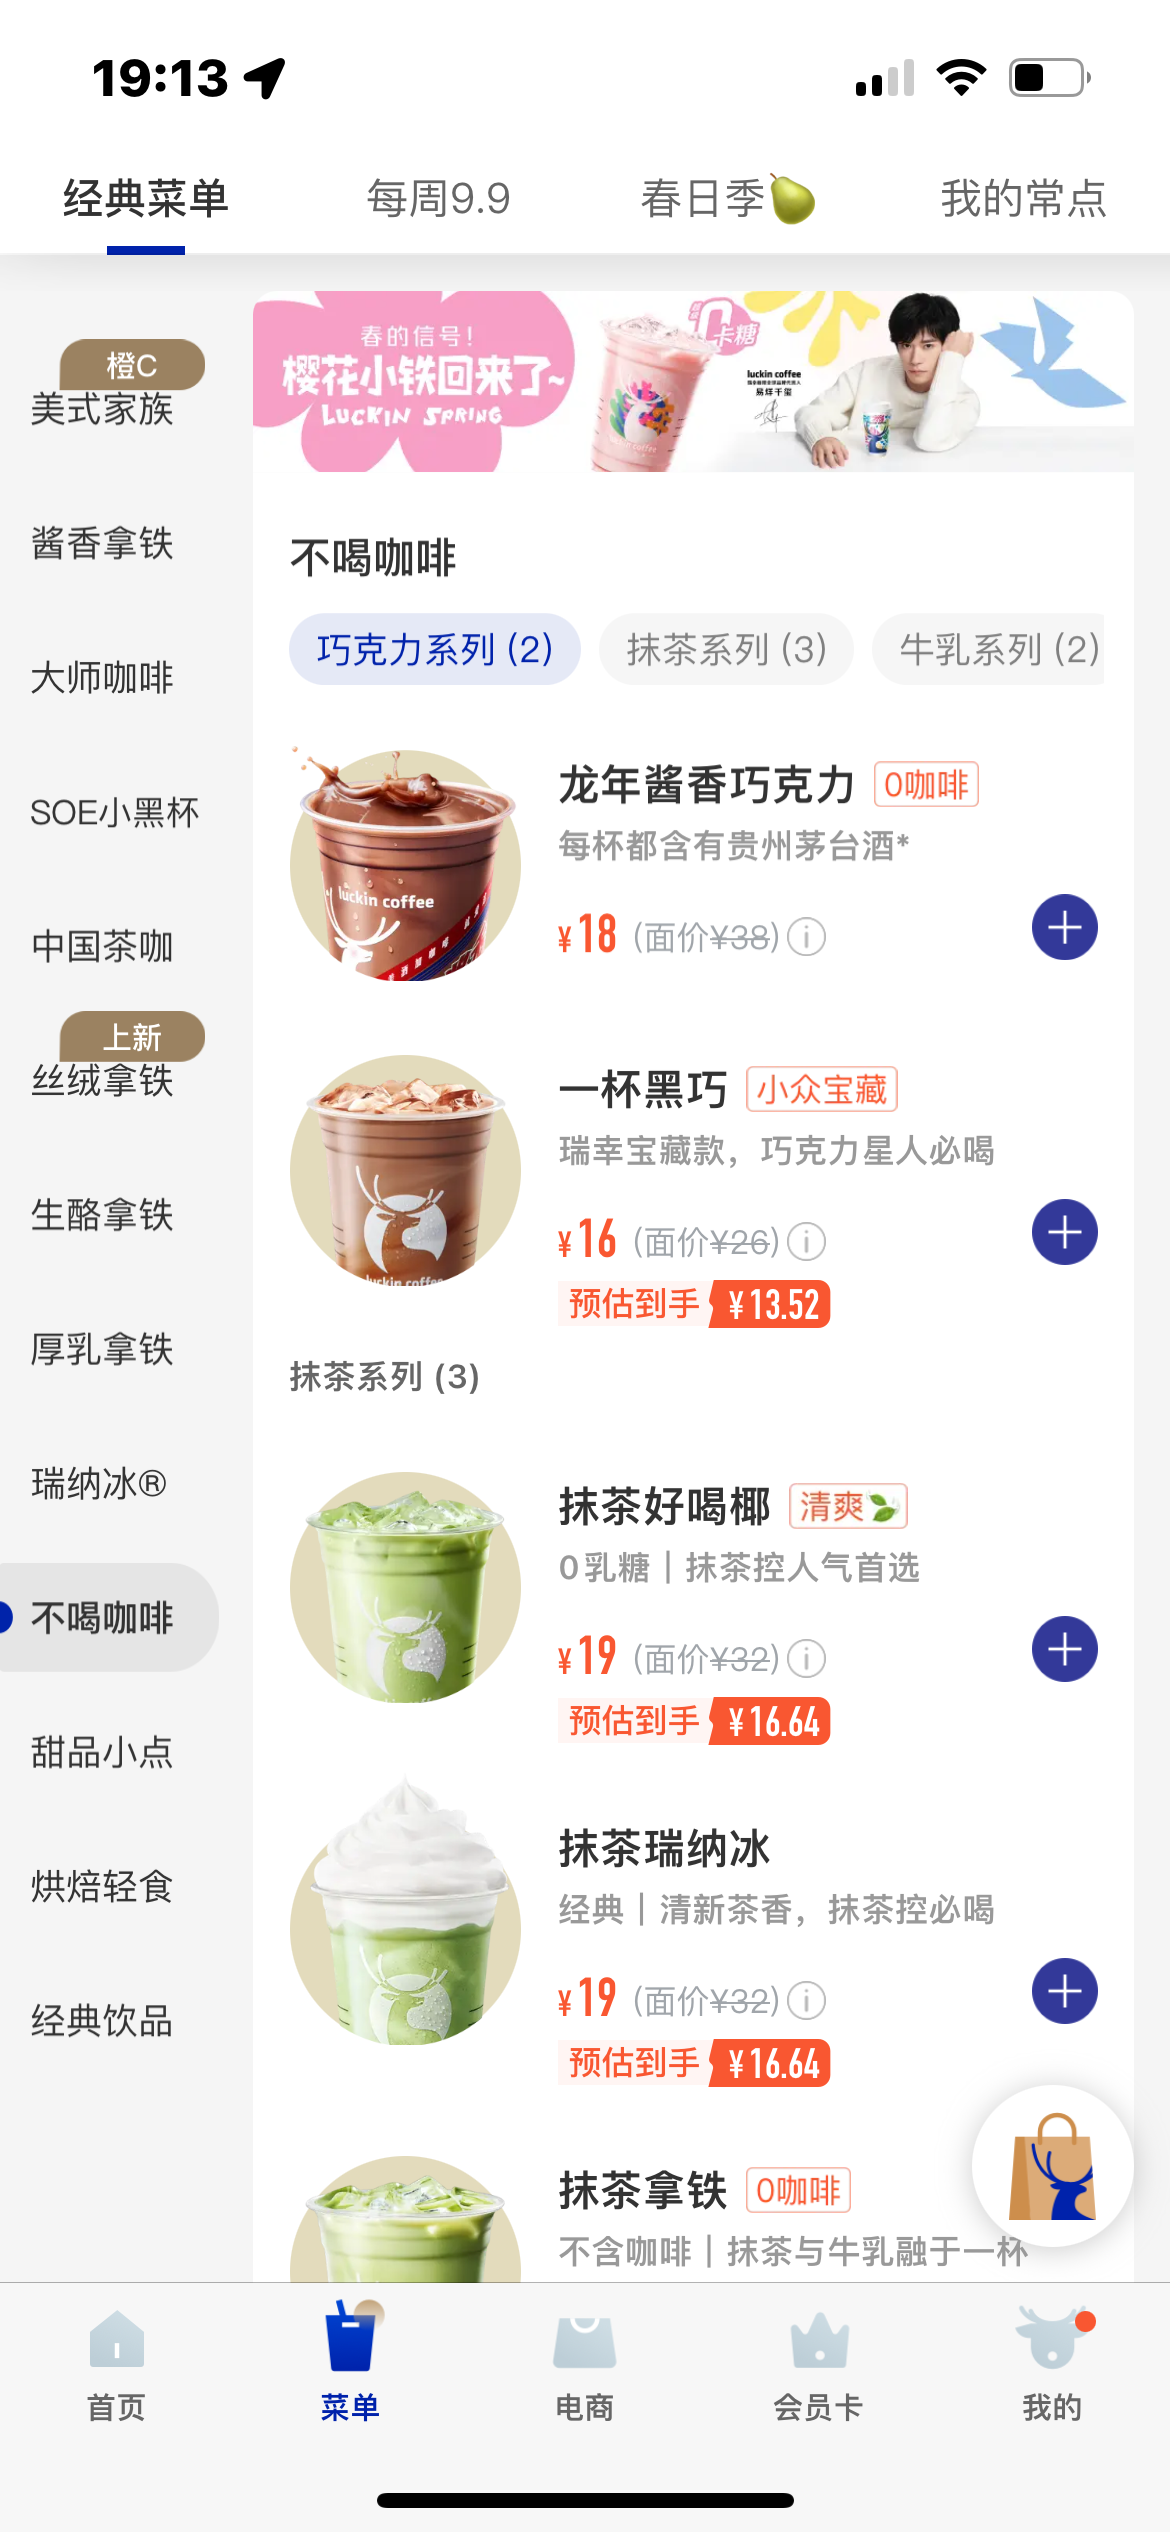 19:13
经典菜单
每周9.9
春日季
我的常点
橙C
美式家族
酱香拿铁
大师咖啡
SOE小黑杯
中国茶咖
上新
丝绒拿铁
生酪拿铁
厚乳拿铁
瑞纳冰®
不喝咖啡
甜品小点
烘焙轻食
经典饮品
春的信号!
樱花小铁回来了~
LUCKIN SPRING
0卡糖
luckin coffee
易烊千玺
不喝咖啡
巧克力系列 (2)
抹茶系列 (3)
牛乳系列 (2)
luckin coffee
龙年酱香巧克力 0咖啡
每杯都含有贵州茅台酒*
¥18 (面价¥38)
luckin coffee
一杯黑巧 小众宝藏
瑞幸宝藏款，巧克力星人必喝
¥16 (面价¥26)
预估到手 ¥13.52
抹茶系列 (3)
抹茶好喝椰 清爽
0乳糖｜抹茶控人气首选
¥19 (面价¥32)
预估到手 ¥16.64
抹茶瑞纳冰
经典｜清新茶香，抹茶控必喝
¥19 (面价¥32)
预估到手 ¥16.64
抹茶拿铁 0咖啡
不含咖啡｜抹茶与牛乳融于一杯
首页
菜单
电商
会员卡
我的